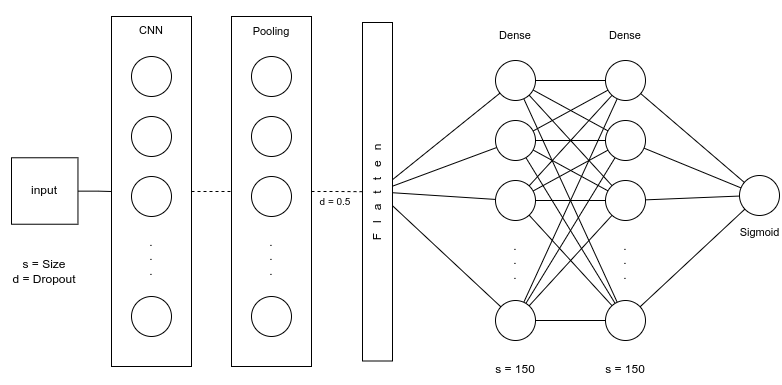 CNN
Pooling
Dense
Dense
input
d = 0.5
F l a t t e n
Sigmoid
s = Size
d = Dropout
s = 150
s = 150